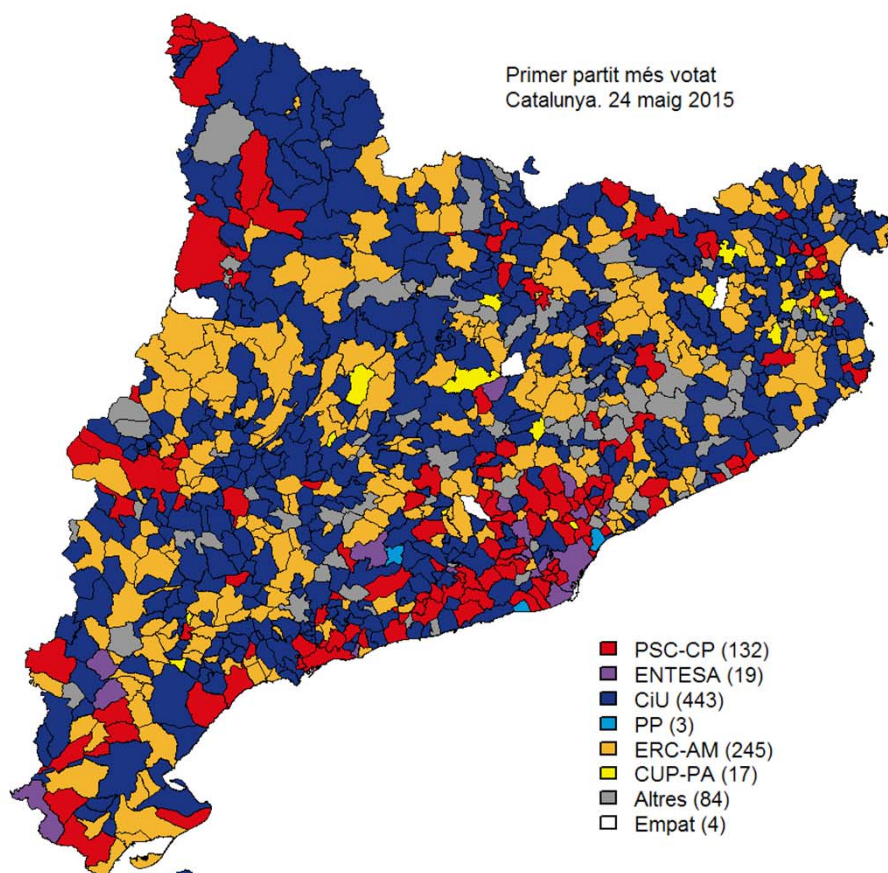 Primer partit més votat
Catalunya. 24 maig 2015
PSC-CP (132)
ENTESA (19)
CiU (443)
PP (3)
ERC-AM (245)
CUP-PA (17)
Altres (84)
Empat (4)